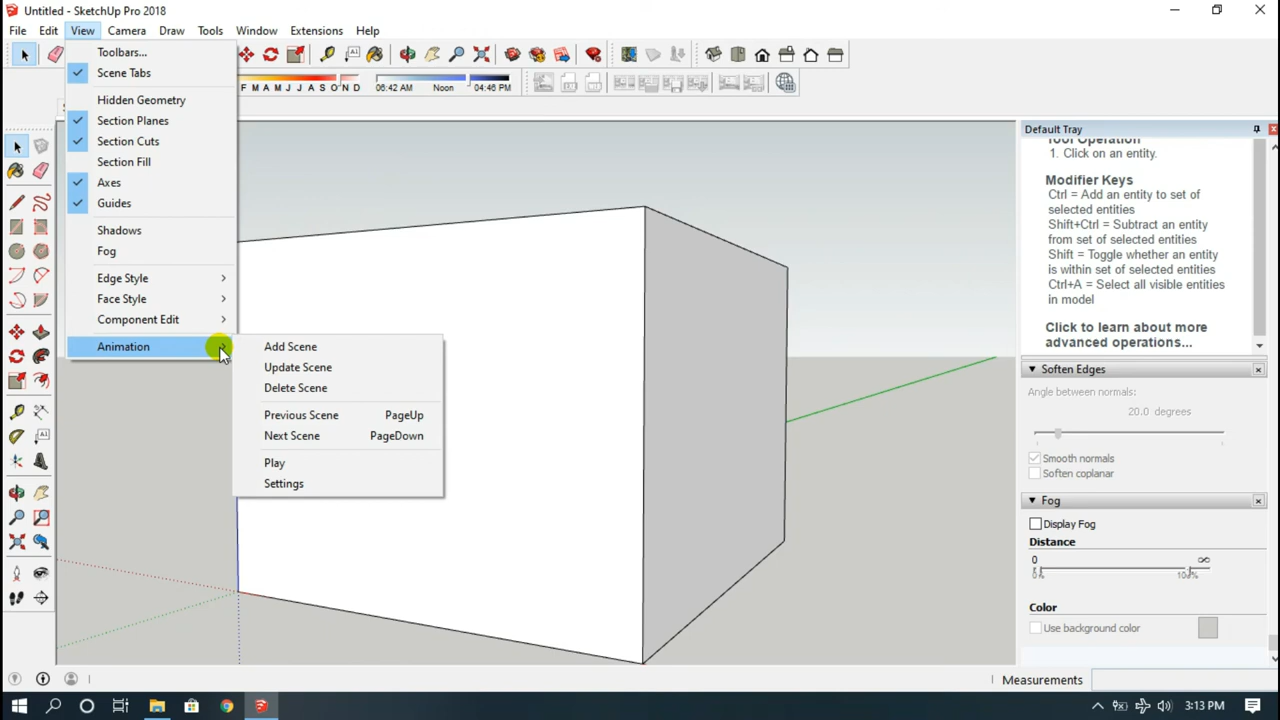 Untitled - SketchUp Pro 2018
File Edit View Camera Draw Tools Window Extensions Help
Toolbars...
Scene Tabs
Hidden Geometry
Section Planes
Section Cuts
Section Fill
Axes
Guides
Shadows
Fog
Edge Style
Face Style
Component Edit
Animation
Add Scene
Update Scene
Delete Scene
Previous Scene PageUp
Next Scene PageDown
Play
Settings
F M A M J J A S O N D
06:42 AM Noon 04:46 PM
Default Tray
Tool Operation
1. Click on an entity.
Modifier Keys
Ctrl = Add an entity to set of
selected entities
Shift+Ctrl = Subtract an entity
from set of selected entities
Shift = Toggle whether an entity
is within set of selected entities
Ctrl+A = Select all visible entities
in model
Click to learn about more
advanced operations...
Soften Edges
Angle between normals:
20.0 degrees
Smooth normals
Soften coplanar
Fog
Display Fog
Distance
0 ∞
0% 100%
Color
Use background color
Measurements
3:13 PM